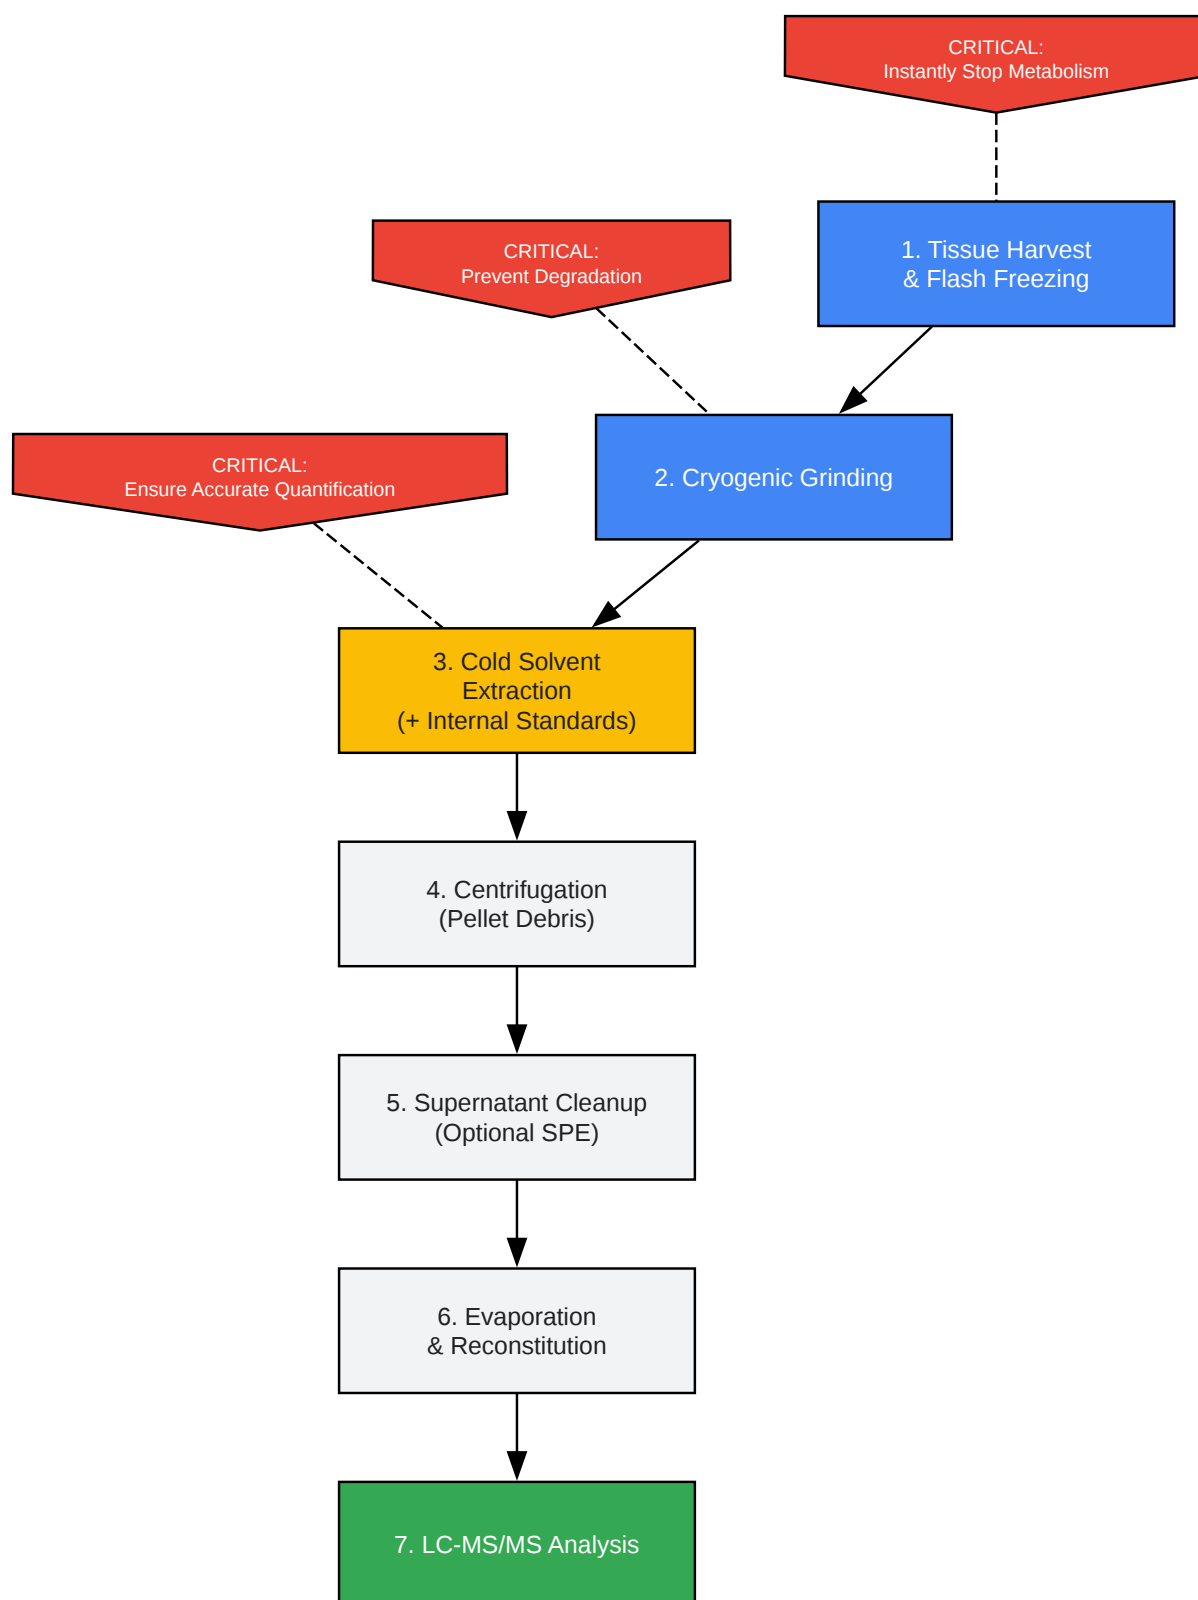 CRITICAL:
Instantly Stop Metabolism
1. Tissue Harvest
& Flash Freezing
CRITICAL:
Prevent Degradation
2. Cryogenic Grinding
CRITICAL:
Ensure Accurate Quantification
3. Cold Solvent
Extraction
(+ Internal Standards)
4. Centrifugation
(Pellet Debris)
5. Supernatant Cleanup
(Optional SPE)
6. Evaporation
& Reconstitution
7. LC-MS/MS Analysis